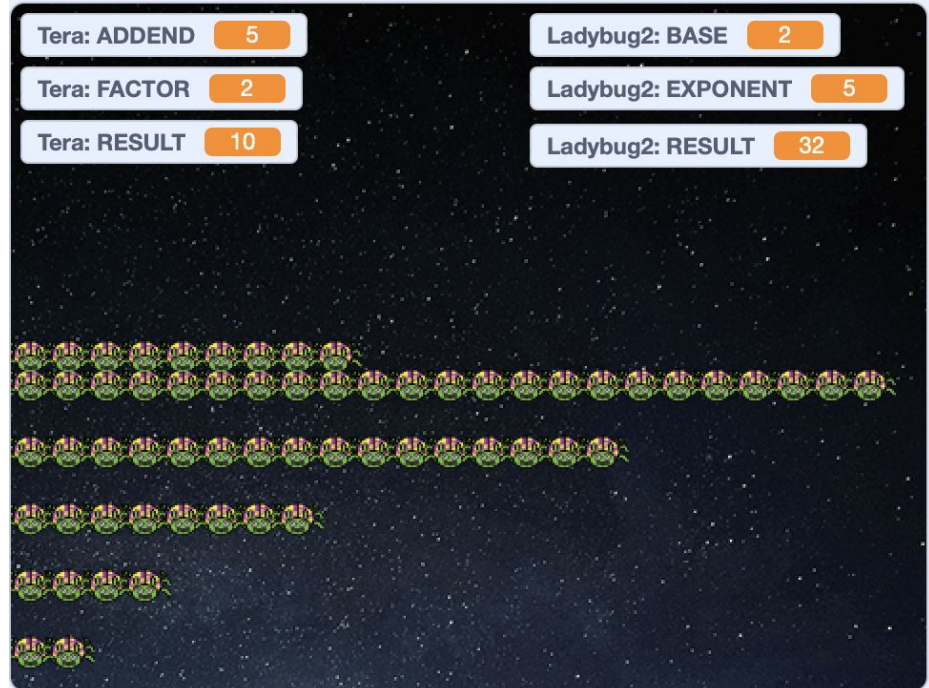 Tera: ADDEND 5
Tera: FACTOR 2
Tera: RESULT 10
Ladybug2: BASE 2
Ladybug2: EXPONENT 5
Ladybug2: RESULT 32